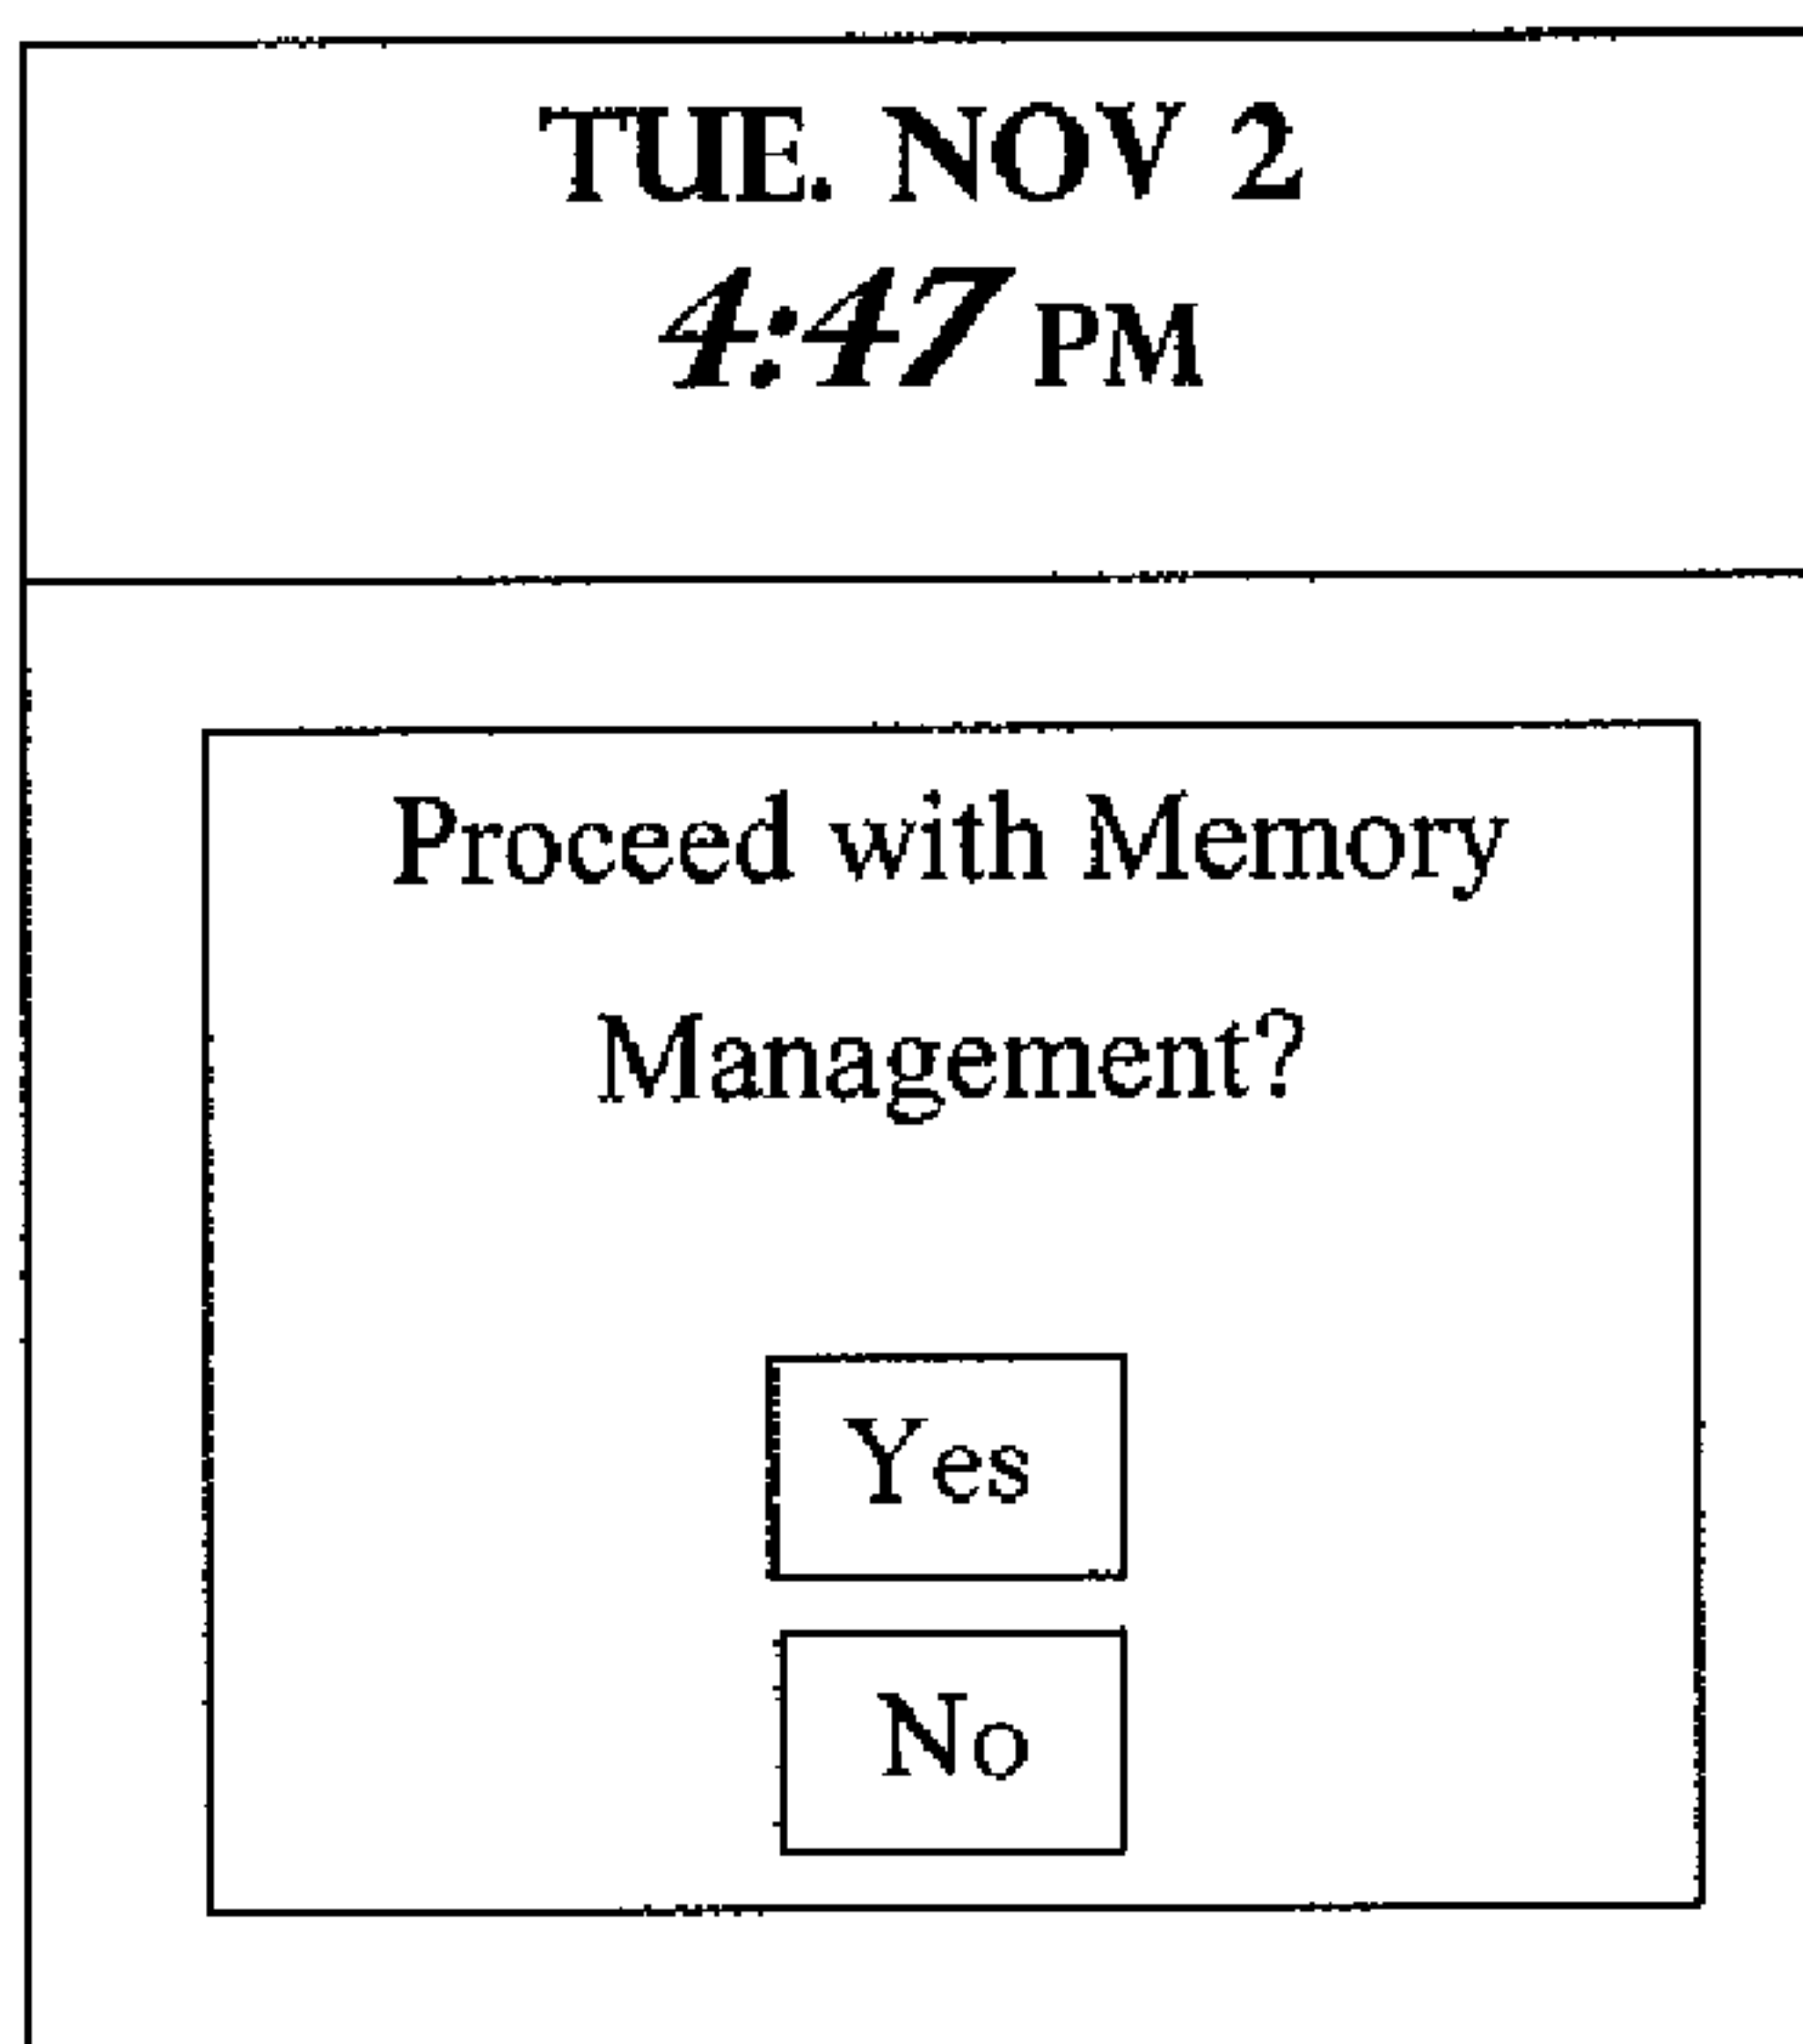 TUE. NOV 2
4:47 PM
Proceed with Memory
Management?
Yes
No